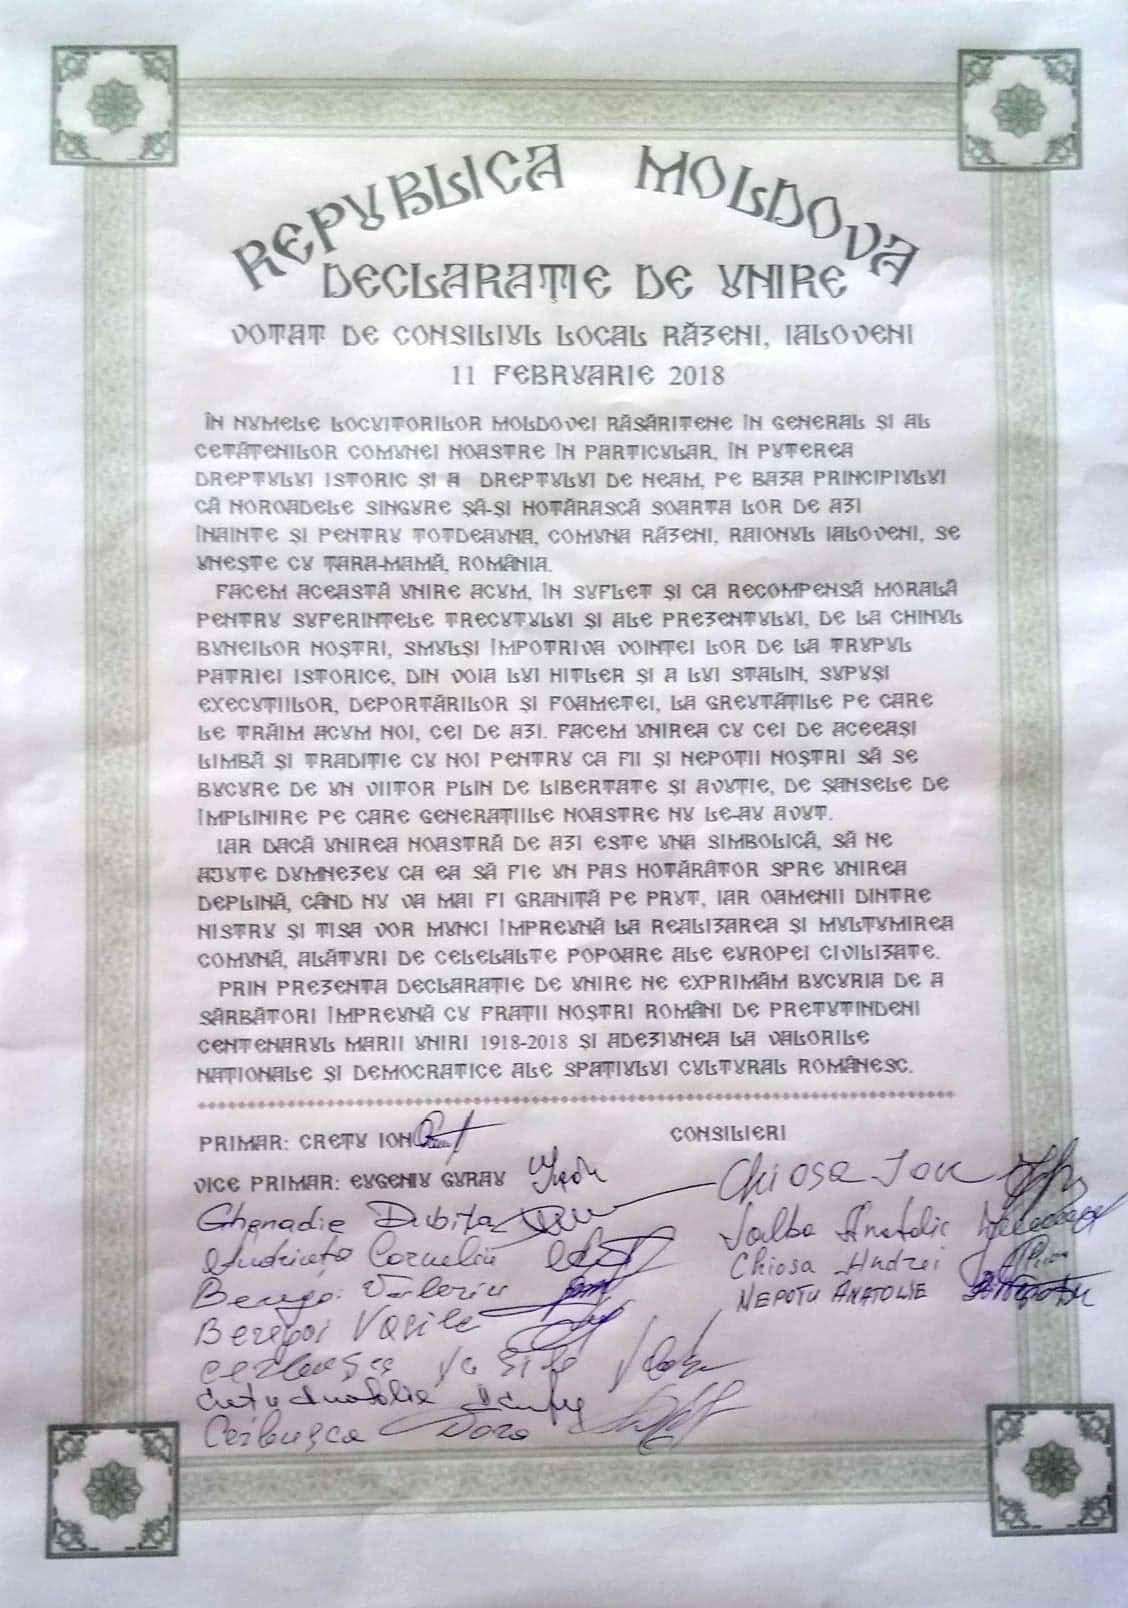 REPUBLICA MOLDOVA
DECLARAȚIE DE UNIRE
VOTAT DE CONSILIUL LOCAL RĂZENI, IALOVENI
11 FEBRUARIE 2018
ÎN NUMELE LOCUITORILOR MOLDOVEI RĂSĂRITENE ÎN GENERAL ȘI AL
CETĂȚENILOR COMUNEI NOASTRE ÎN PARTICULAR, ÎN PUTEREA
DREPTULUI ISTORIC ȘI A DREPTULUI DE NEAM, PE BAZA PRINCIPIULUI
CĂ NOROADELE SINGURE SĂ-ȘI HOTĂRASCĂ SOARTA LOR DE AZI
ÎNAINTE ȘI PENTRU TOTDEAUNA, COMUNA RĂZENI, RAIONUL IALOVENI, SE
UNEȘTE CU ȚARA-MAMĂ, ROMÂNIA.
FACEM ACEASTĂ UNIRE ACUM, ÎN SUFLET ȘI CA RECOMPENSĂ MORALĂ
PENTRU SUFERINȚELE TRECUTULUI ȘI ALE PREZENTULUI, DE LA CHINUL
BUNEILOR NOȘTRI, SMULȘI ÎMPOTRIVA VOINȚEI LOR DE LA TRUPUL
PATRIEI ISTORICE, DIN VOIA LUI HITLER ȘI A LUI STALIN, SUPUȘI
EXECUȚIILOR, DEPORTĂRILOR ȘI FOAMETEI, LA GREUTĂȚILE PE CARE
LE TRĂIM ACUM NOI, CEI DE AZI. FACEM UNIREA CU CEI DE ACEEAȘI
LIMBĂ ȘI TRADIȚIE CU NOI PENTRU CA FII ȘI NEPOȚII NOȘTRI SĂ SE
BUCURE DE UN VIITOR PLIN DE LIBERTATE ȘI AVUȚIE, DE ȘANSELE DE
ÎMPLINIRE PE CARE GENERAȚIILE NOASTRE NU LE-AU AVUT.
IAR DACĂ UNIREA NOASTRĂ DE AZI ESTE UNA SIMBOLICĂ, SĂ NE
AJUTE DUMNEZEU CA EA SĂ FIE UN PAS HOTĂRÂTOR SPRE UNIREA
DEPLINĂ, CÂND NU VA MAI FI GRANIȚĂ PE PRUT, IAR OAMENII DINTRE
NISTRU ȘI TISA VOR MUNCI ÎMPREUNĂ LA REALIZAREA ȘI MULȚUMIREA
COMUNĂ, ALĂTURI DE CELELALTE POPOARE ALE EUROPEI CIVILIZATE.
PRIN PREZENTA DECLARAȚIE DE UNIRE NE EXPRIMĂM BUCURIA DE A
SĂRBĂTORI ÎMPREUNĂ CU FRAȚII NOȘTRI ROMÂNI DE PRETUTINDENI
CENTENARUL MARII UNIRI 1918-2018 ȘI ADEZIUNEA LA VALORILE
NAȚIONALE ȘI DEMOCRATICE ALE SPAȚIULUI CULTURAL ROMÂNESC.
PRIMAR: CREȚU ION
CONSILIERI
VICE PRIMAR: EUGENIU GURAU
Chiosa Ion
Ghenadie Dubița
Anatolie
Corneliu
Chiosa Andrei
Valeriu
NEPOTU ANATOLIE
Beregoi Vasile
Vasile
Crețu Anatolie
Cerbușca Dora